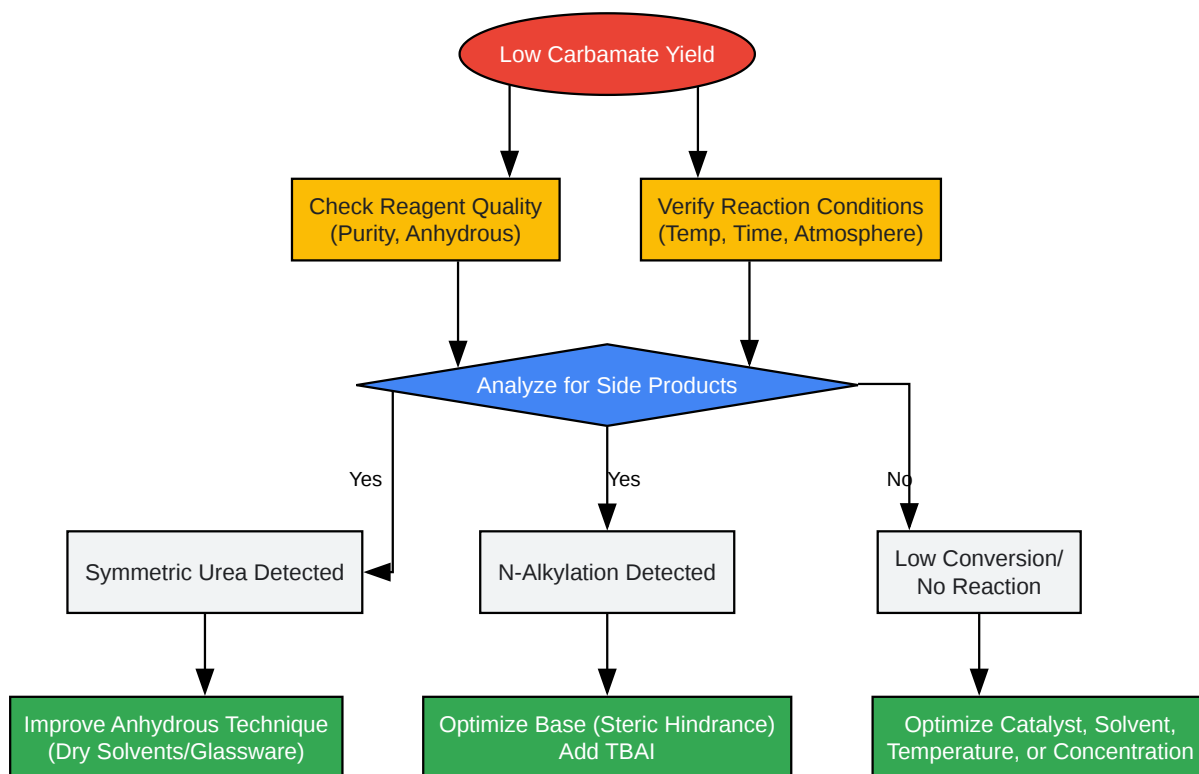 Low Carbamate Yield
Check Reagent Quality
(Purity, Anhydrous)
Verify Reaction Conditions
(Temp, Time, Atmosphere)
Analyze for Side Products
Yes
Yes
No
Symmetric Urea Detected
N-Alkylation Detected
Low Conversion/
No Reaction
Improve Anhydrous Technique
(Dry Solvents/Glassware)
Optimize Base (Steric Hindrance)
Add TBAI
Optimize Catalyst, Solvent,
Temperature, or Concentration